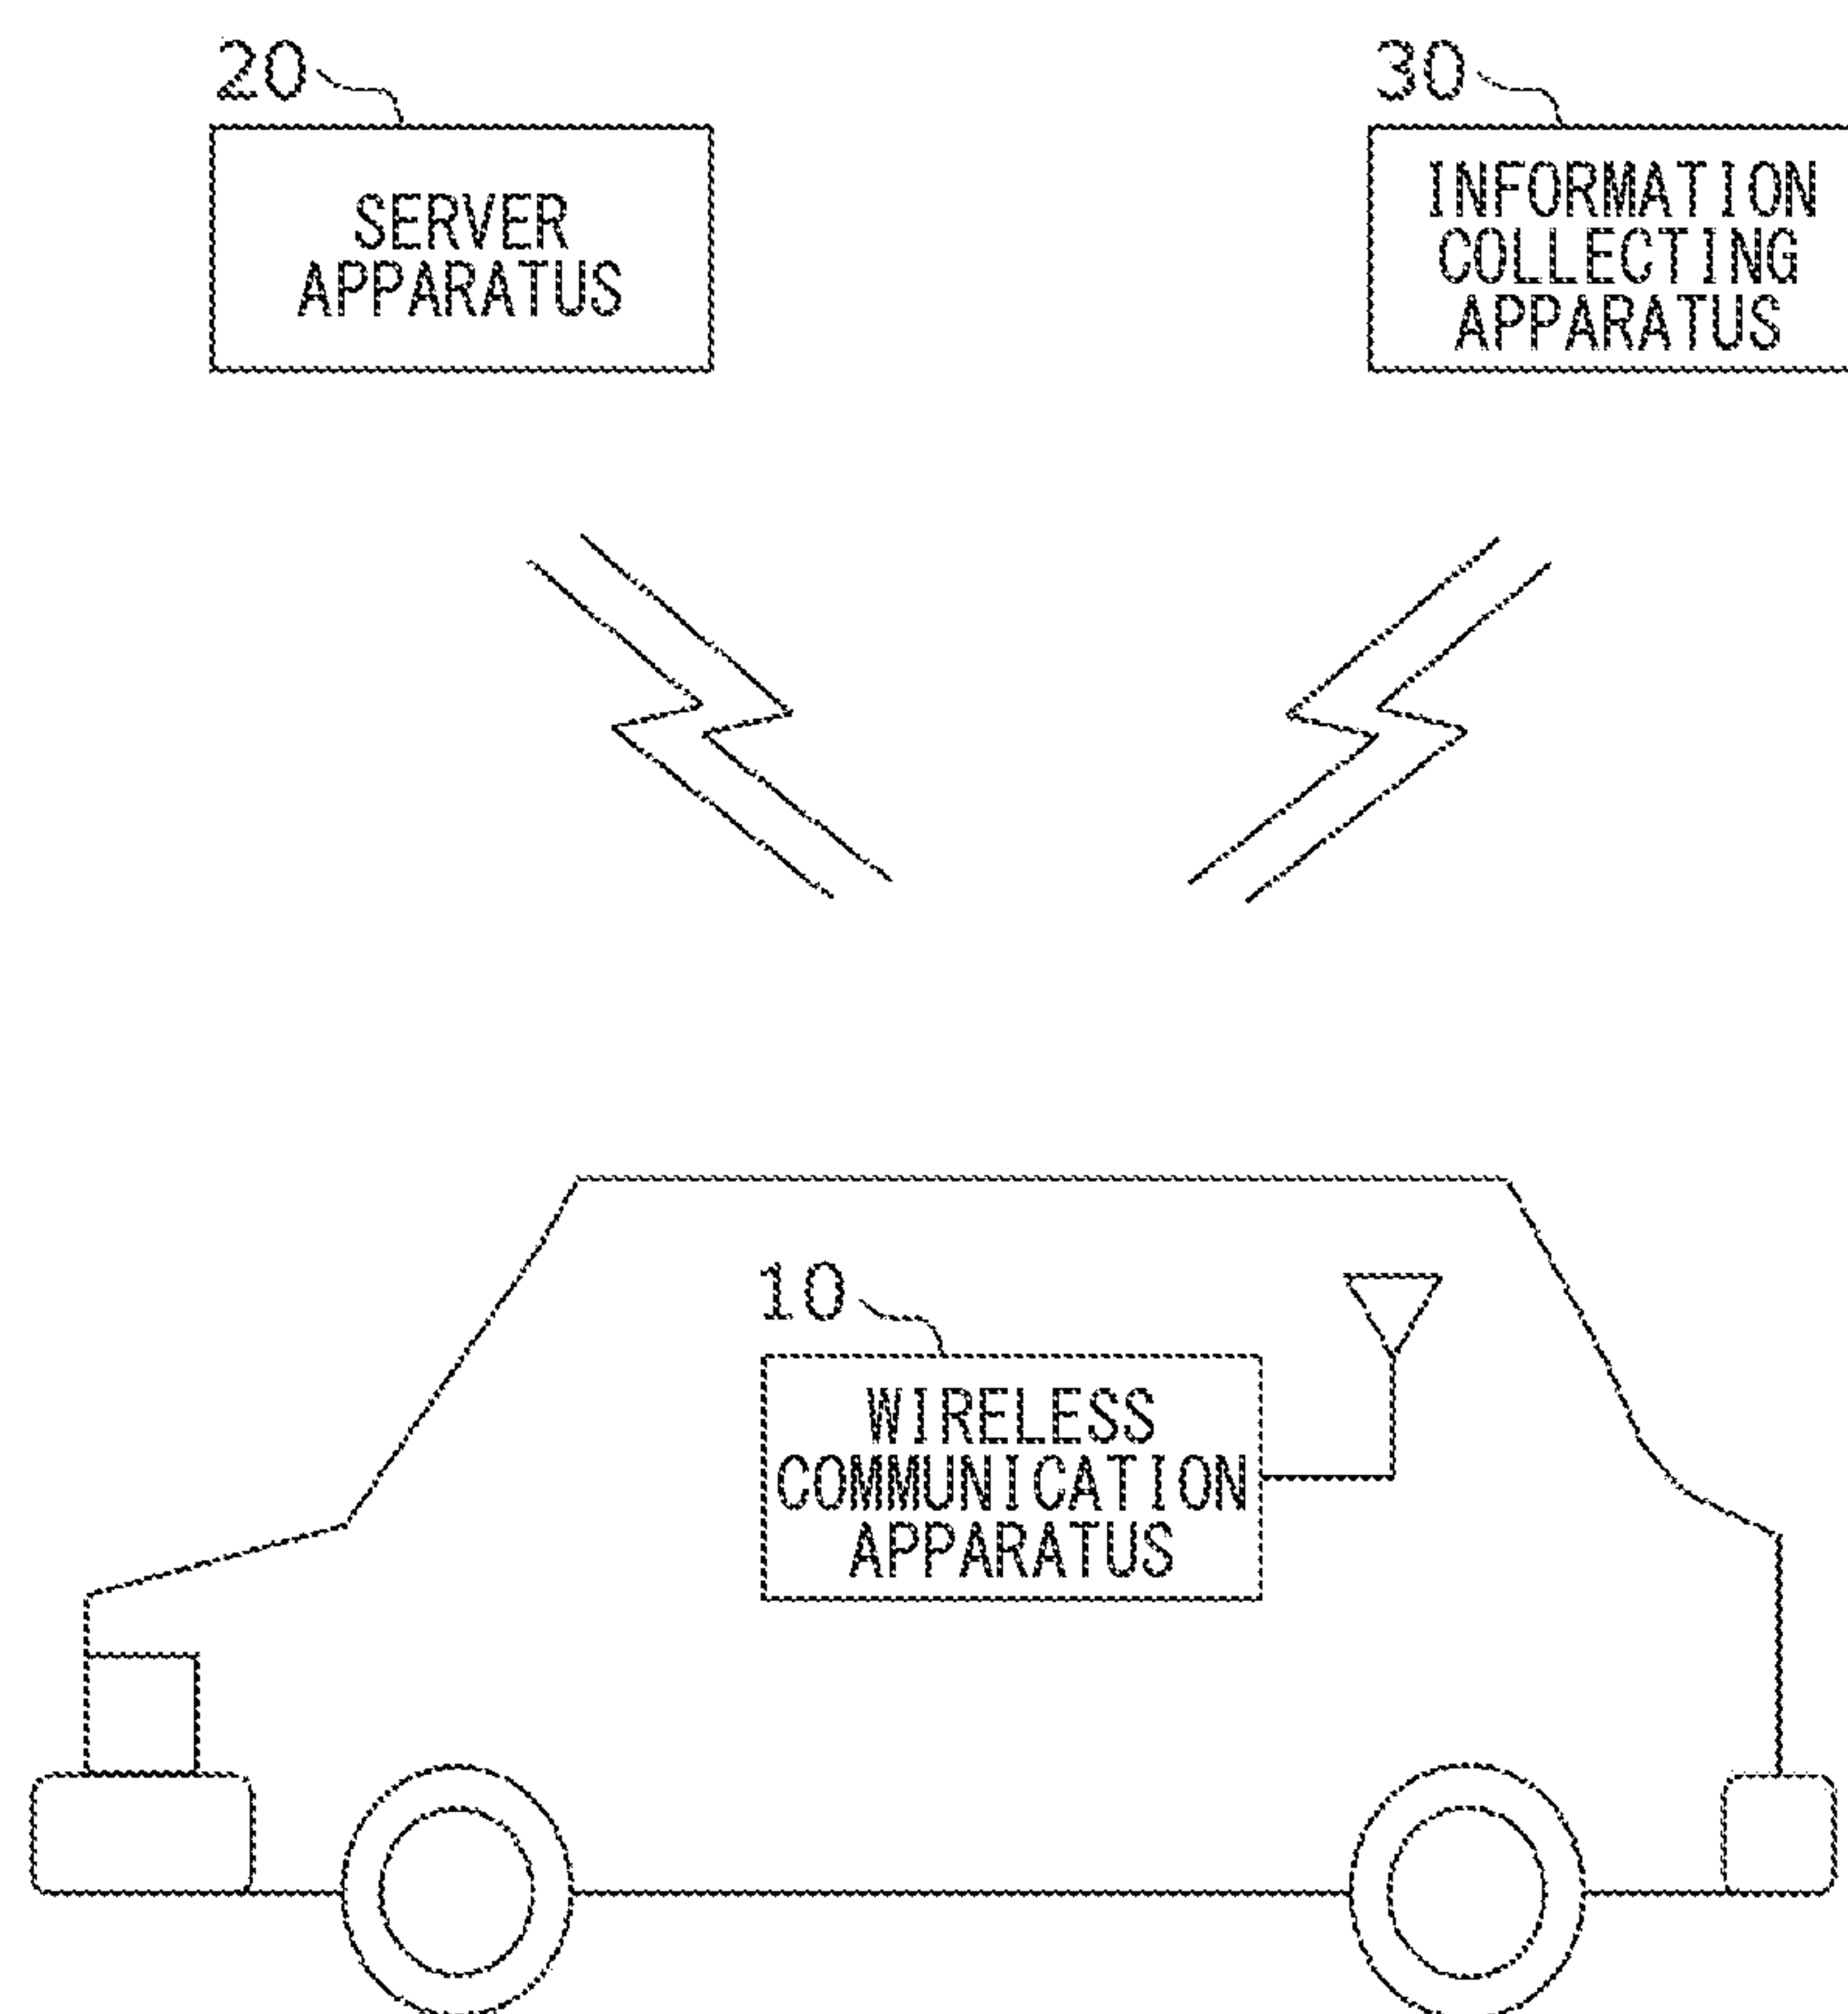 20
SERVER
APPARATUS
30
INFORMATION
COLLECTING
APPARATUS
10
WIRELESS
COMMUNICATION
APPARATUS